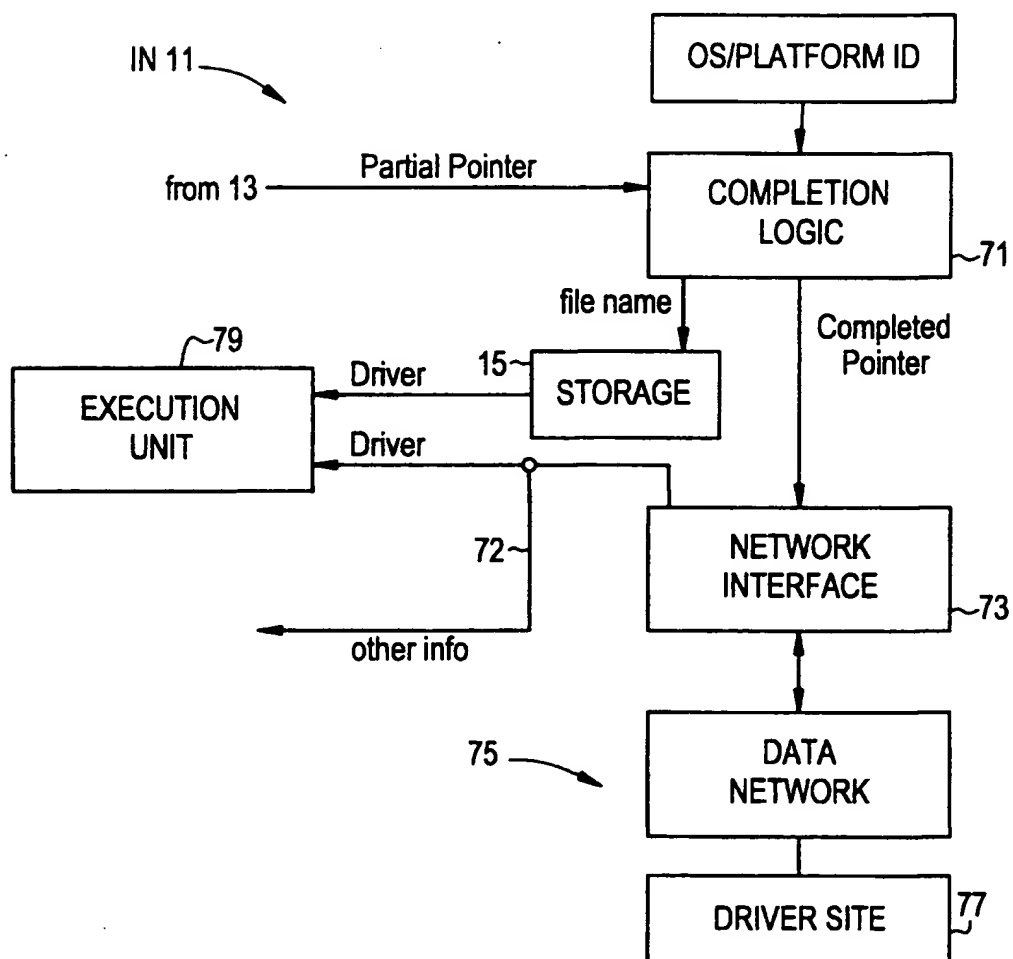 IN 11
OS/PLATFORM ID
from 13
Partial Pointer
COMPLETION
LOGIC
71
file name
Completed
Pointer
79
EXECUTION
UNIT
Driver
15
STORAGE
Driver
72
NETWORK
INTERFACE
73
other info
75
DATA
NETWORK
DRIVER SITE
77